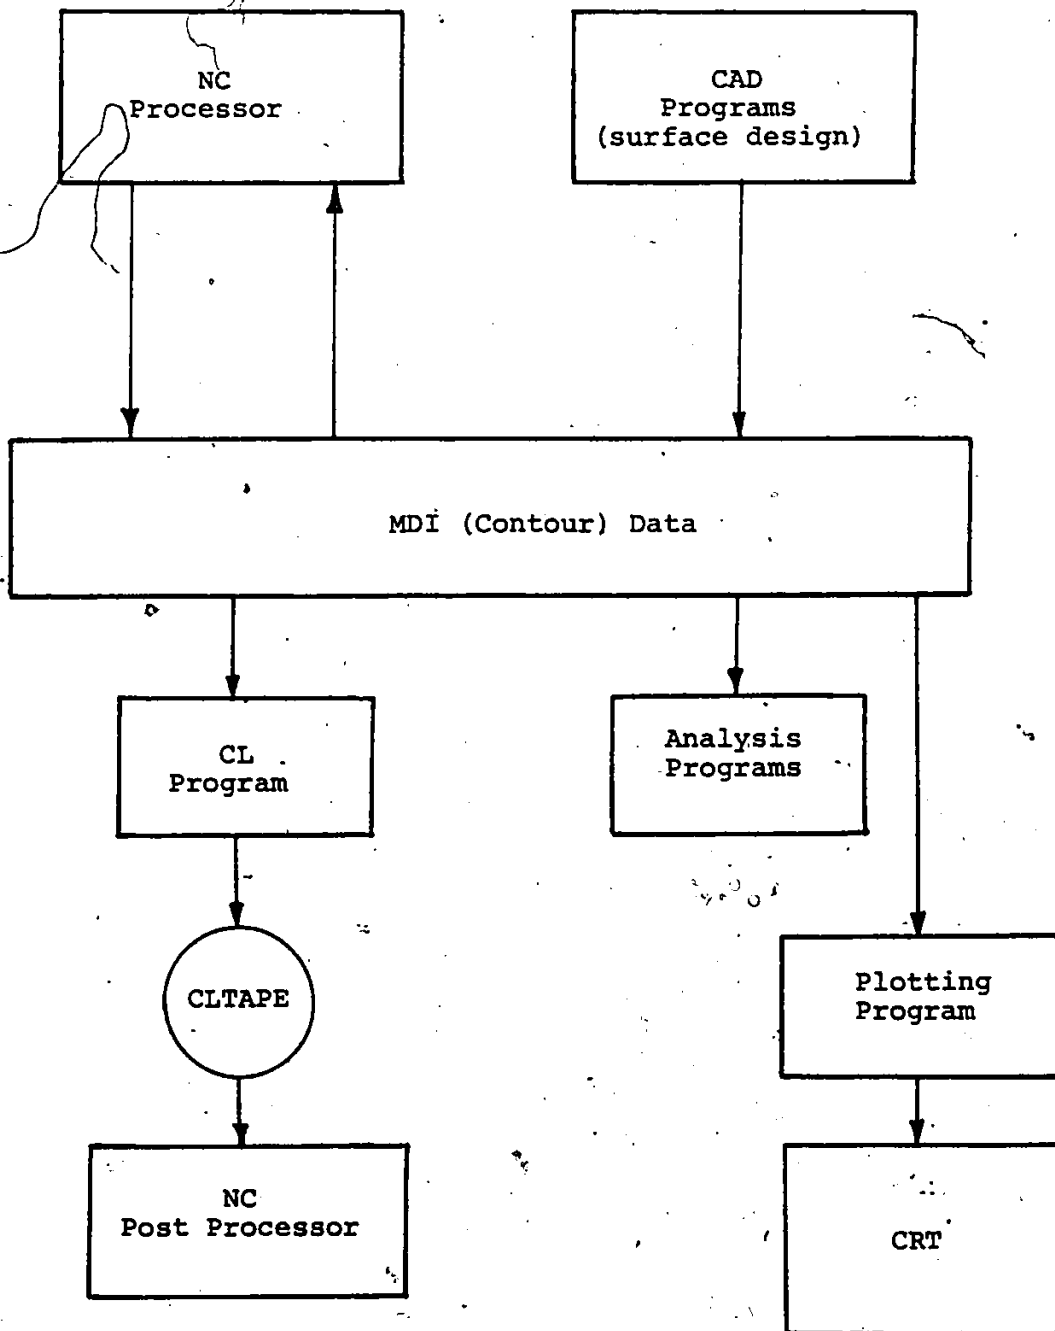 NC
Processor
CAD
Programs
(surface design)
MDI (Contour) Data
CL
Program
Analysis
Programs
CLTAPE
Plotting
Program
NC
Post Processor
CRT